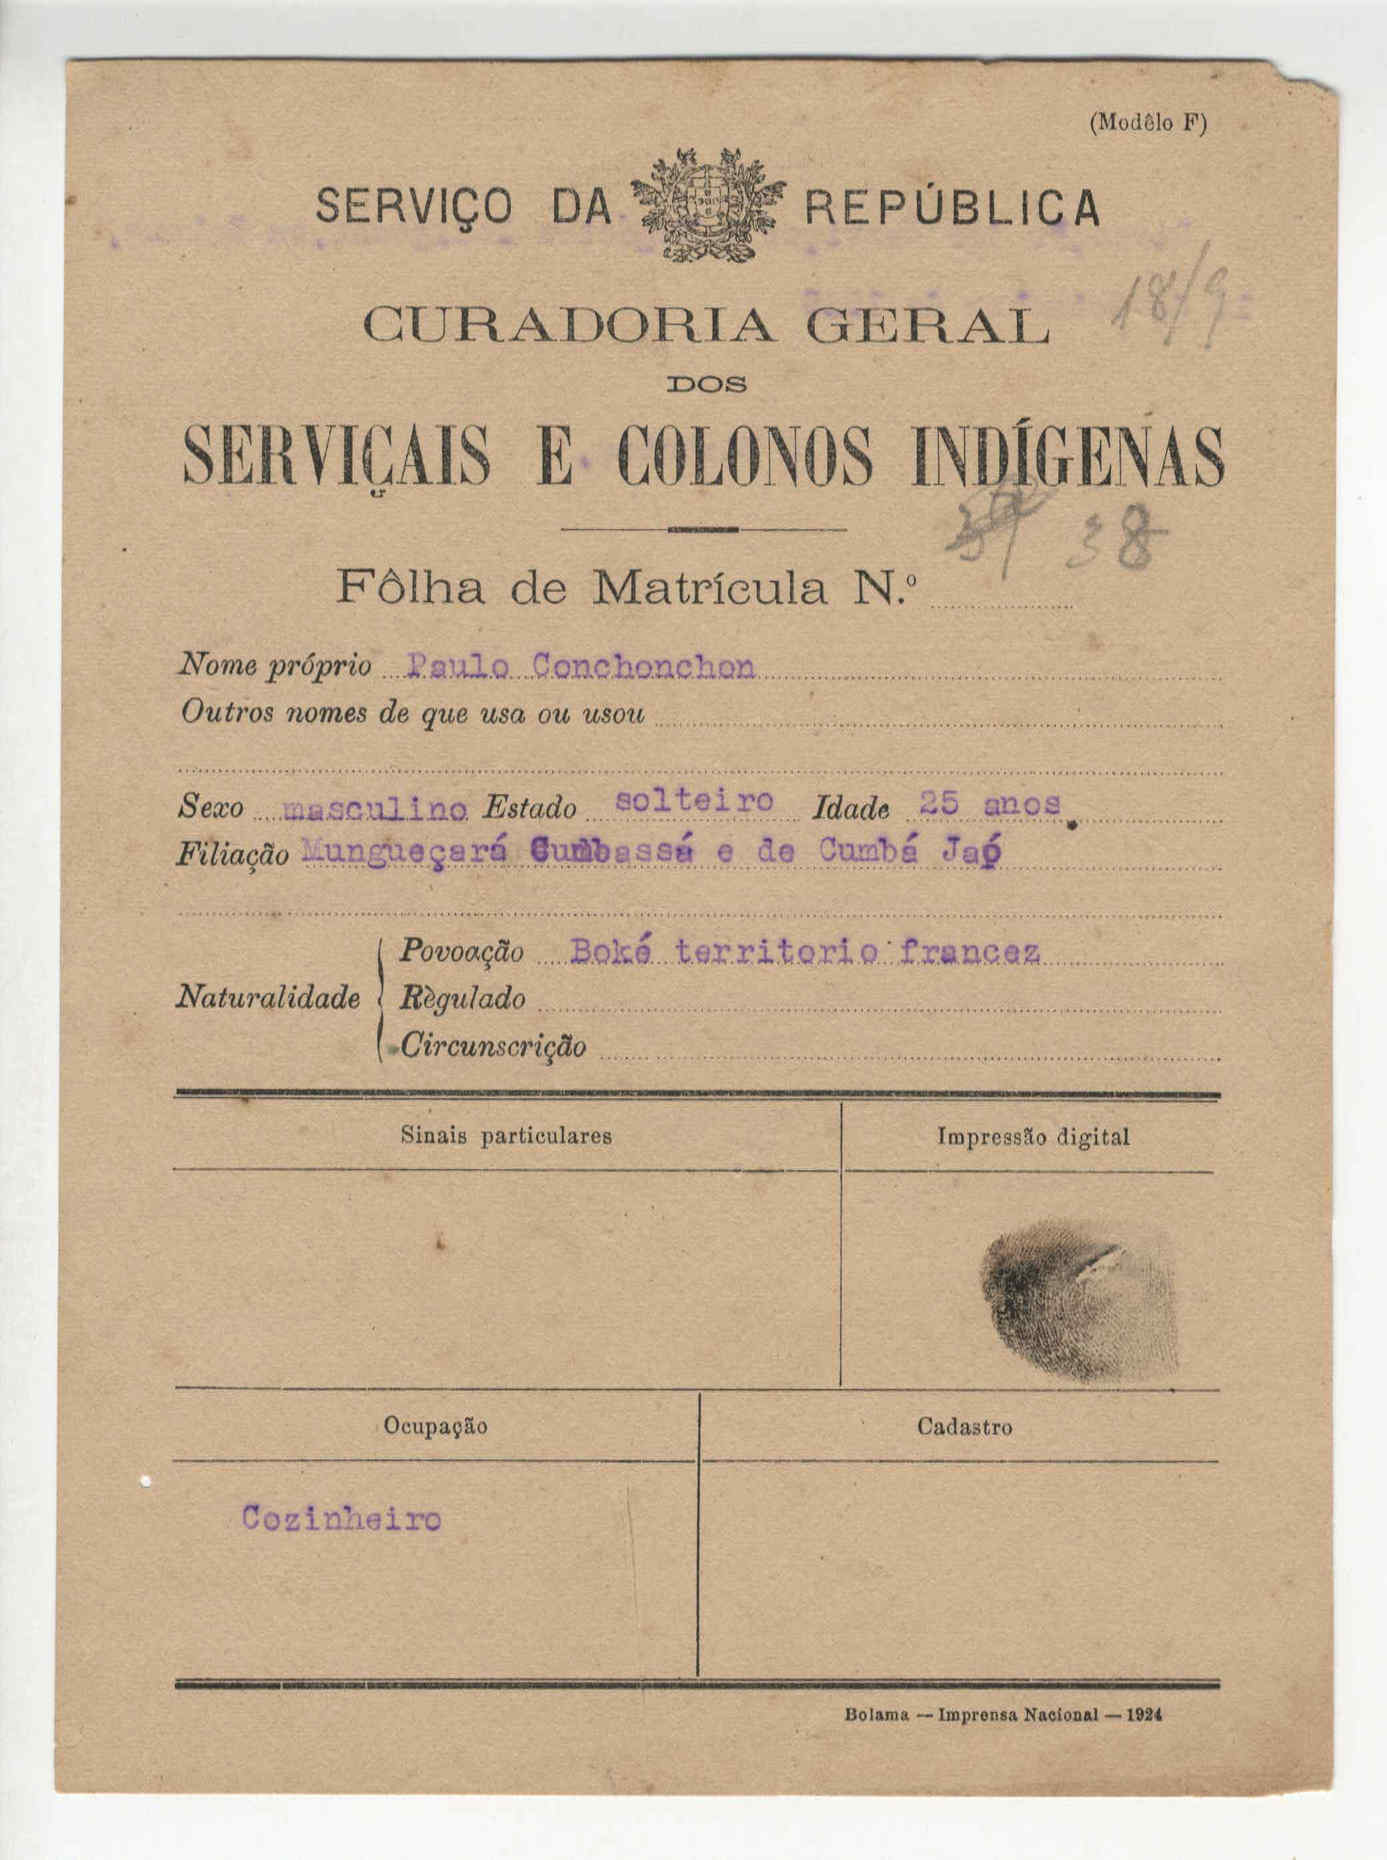 (Modêlo F)
SERVIÇO DA REPÚBLICA
18/9
CURADORIA GERAL
DOS
SERVIÇAIS E COLONOS INDÍGENAS
38
Fôlha de Matrícula N.º
Nome próprio Paulo Conchonchon
Outros nomes de que usa ou usou
Sexo masculino Estado solteiro Idade 25 anos
Filiação Mungueçará Cumbassá e de Cumbá Jaó
Naturalidade
Povoação Boké territorio francez
Règulado
Circunscrição
Sinais particulares Impressão digital
Ocupação Cadastro
Cozinheiro
Bolama — Imprensa Nacional — 1924